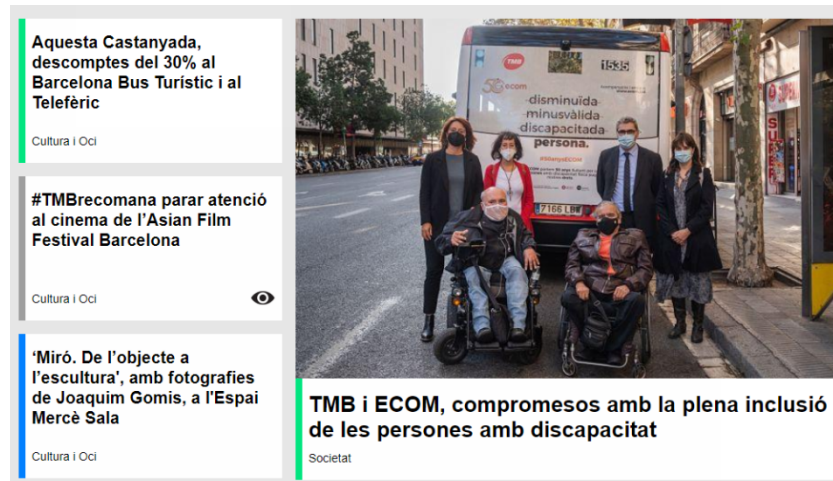 Aquesta Castanyada,
descomptes del 30% al
Barcelona Bus Turístic i al
Telefèric
Cultura i Oci
#TMBrecomana parar atenció
al cinema de l’Asian Film
Festival Barcelona
Cultura i Oci
‘Miró. De l’objecte a
l’escultura', amb fotografies
de Joaquim Gomis, a l'Espai
Mercè Sala
Cultura i Oci
TMB
1535
50 ecom
disminuïda
minusvàlida
discapacitada
persona.
#50anysECOM
7166 L
SUPER
TMB i ECOM, compromesos amb la plena inclusió
de les persones amb discapacitat
Societat